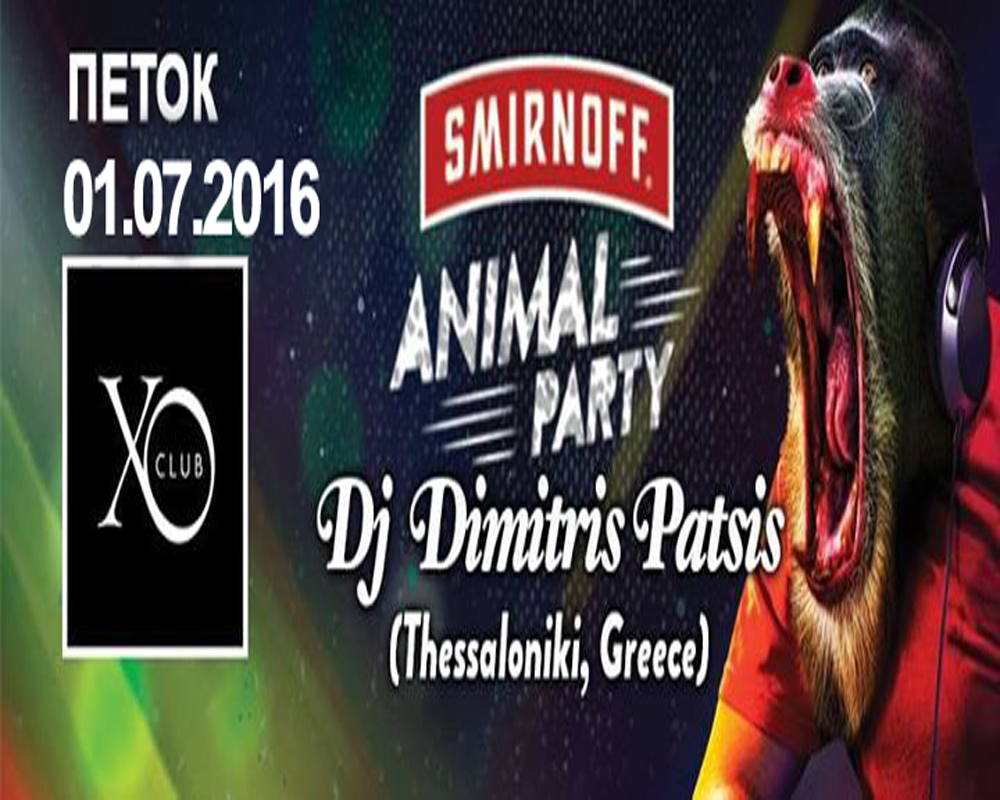 ПЕТОК
01.07.2016
XO
CLUB
SMIRNOFF
ANIMAL
PARTY
Dj Dimitris Patsis
(Thessaloniki, Greece)